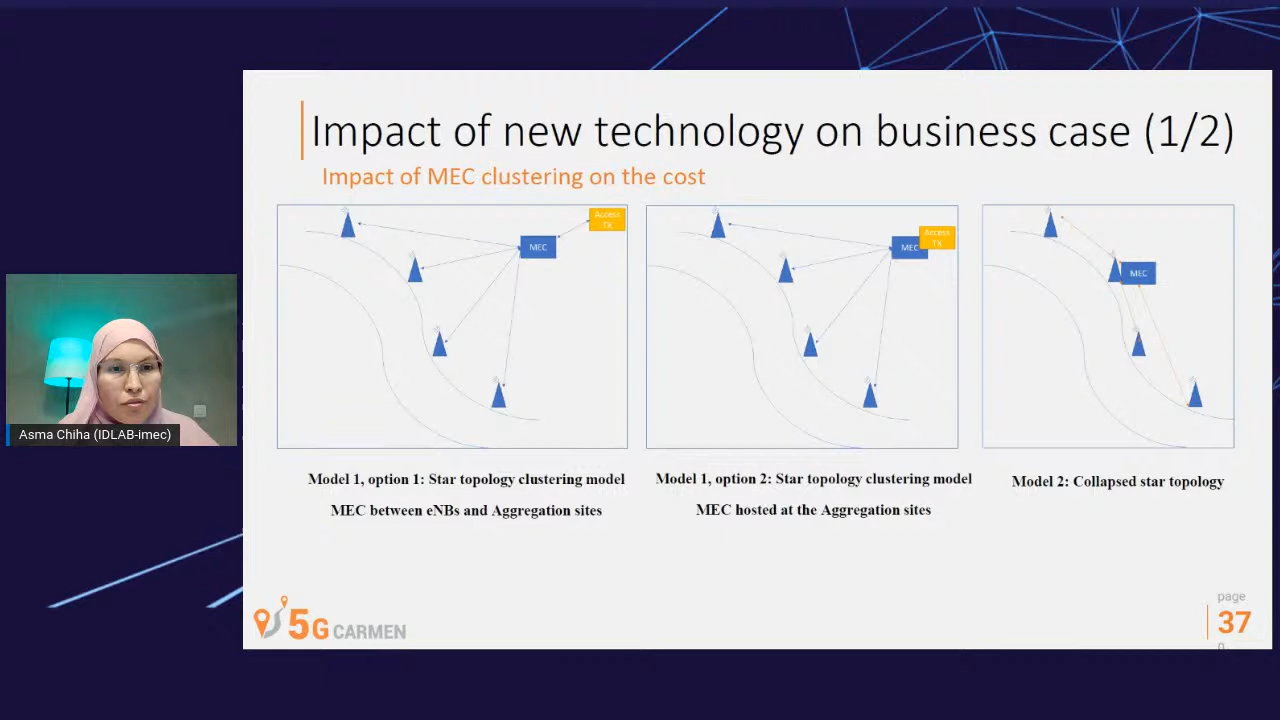 Impact of new technology on business case (1/2)
Impact of MEC clustering on the cost
Access
TX
MEC
Access
TX
MEC
MEC
Asma Chiha (IDLAB-imec)
Model 1, option 1: Star topology clustering model
MEC between eNBs and Aggregation sites
Model 1, option 2: Star topology clustering model
MEC hosted at the Aggregation sites
Model 2: Collapsed star topology
5G CARMEN
page
37